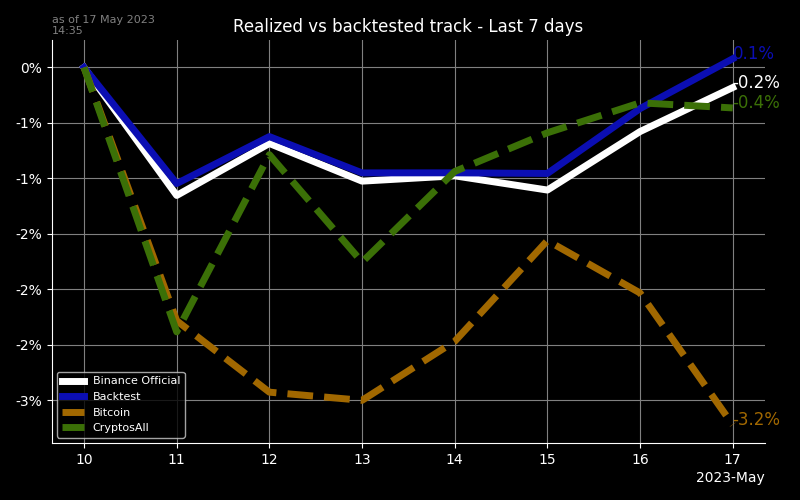 as of 17 May 2023
14:35
Realized vs backtested track - Last 7 days
0%
-1%
-1%
-2%
-2%
-2%
-3%
0.1%
-0.2%
-0.4%
-3.2%
Binance Official
Backtest
Bitcoin
CryptosAll
10 11 12 13 14 15 16 17
2023-May